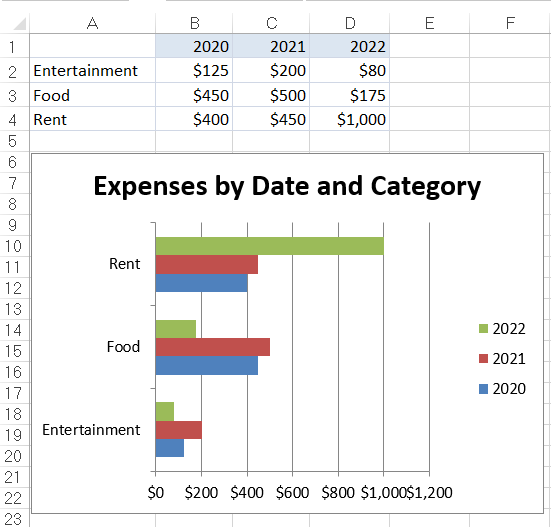 A B C D E F
1 2020 2021 2022
2 Entertainment $125 $200 $80
3 Food $450 $500 $175
4 Rent $400 $450 $1,000
5
6
7
8
9
10
11
12
13
14
15
16
17
18
19
20
21
22
23
Expenses by Date and Category
Rent
Food
Entertainment
2022
2021
2020
$0 $200 $400 $600 $800 $1,000 $1,200